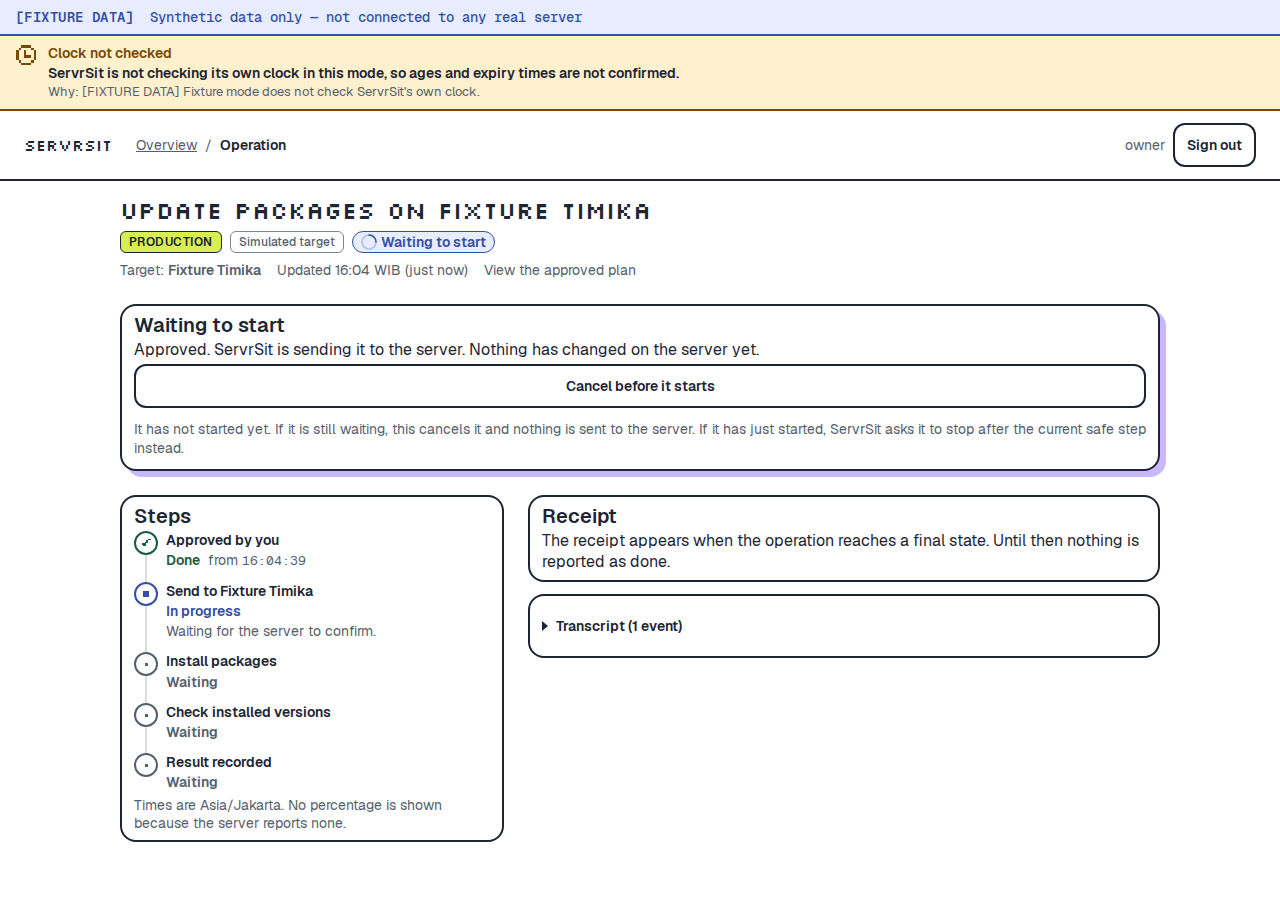 [FIXTURE DATA] Synthetic data only — not connected to any real server
Clock not checked
ServrSit is not checking its own clock in this mode, so ages and expiry times are not confirmed.
Why: [FIXTURE DATA] Fixture mode does not check ServrSit's own clock.
SERVRSIT
Overview / Operation
owner
Sign out
UPDATE PACKAGES ON FIXTURE TIMIKA
PRODUCTION
Simulated target
Waiting to start
Target: Fixture Timika Updated 16:04 WIB (just now) View the approved plan
Waiting to start
Approved. ServrSit is sending it to the server. Nothing has changed on the server yet.
Cancel before it starts
It has not started yet. If it is still waiting, this cancels it and nothing is sent to the server. If it has just started, ServrSit asks it to stop after the current safe step
instead.
Steps
Approved by you
Done from 16:04:39
Send to Fixture Timika
In progress
Waiting for the server to confirm.
Install packages
Waiting
Check installed versions
Waiting
Result recorded
Waiting
Times are Asia/Jakarta. No percentage is shown
because the server reports none.
Receipt
The receipt appears when the operation reaches a final state. Until then nothing is
reported as done.
Transcript (1 event)